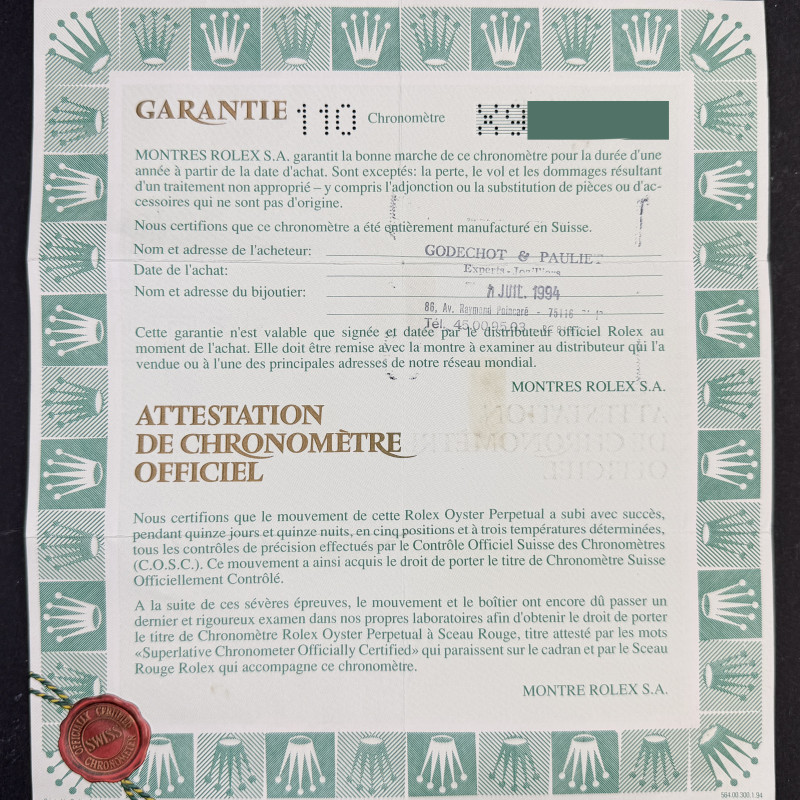 GARANTIE 110 Chronomètre
MONTRES ROLEX S.A. garantit la bonne marche de ce chronomètre pour la durée d'une
année à partir de la date d'achat. Sont exceptés: la perte, le vol et les dommages résultant
d'un traitement non approprié – y compris l'adjonction ou la substitution de pièces ou d'ac-
cessoires qui ne sont pas d'origine.
Nous certifions que ce chronomètre a été entièrement manufacturé en Suisse.
Nom et adresse de l'acheteur:
GODECHOT & PAULIET
Date de l'achat:
Nom et adresse du bijoutier:
JUIL. 1994
86, Av. Raymond Poincaré - 75116
Tél.
Cette garantie n'est valable que signée et datée par le distributeur officiel Rolex au
moment de l'achat. Elle doit être remise avec la montre à examiner au distributeur qui l'a
vendue ou à l'une des principales adresses de notre réseau mondial.
MONTRES ROLEX S.A.
ATTESTATION
DE CHRONOMÈTRE
OFFICIEL
Nous certifions que le mouvement de cette Rolex Oyster Perpetual a subi avec succès,
pendant quinze jours et quinze nuits, en cinq positions et à trois températures déterminées,
tous les contrôles de précision effectués par le Contrôle Officiel Suisse des Chronomètres
(C.O.S.C.). Ce mouvement a ainsi acquis le droit de porter le titre de Chronomètre Suisse
Officiellement Contrôlé.
A la suite de ces sévères épreuves, le mouvement et le boîtier ont encore dû passer un
dernier et rigoureux examen dans nos propres laboratoires afin d'obtenir le droit de porter
le titre de Chronomètre Rolex Oyster Perpetual à Sceau Rouge, titre attesté par les mots
«Superlative Chronometer Officially Certified» qui paraissent sur le cadran et par le Sceau
Rouge Rolex qui accompagne ce chronomètre.
MONTRE ROLEX S.A.
OFFICIALLY CERTIFIED
SWISS
CHRONOMETER
564.00.300.1.94